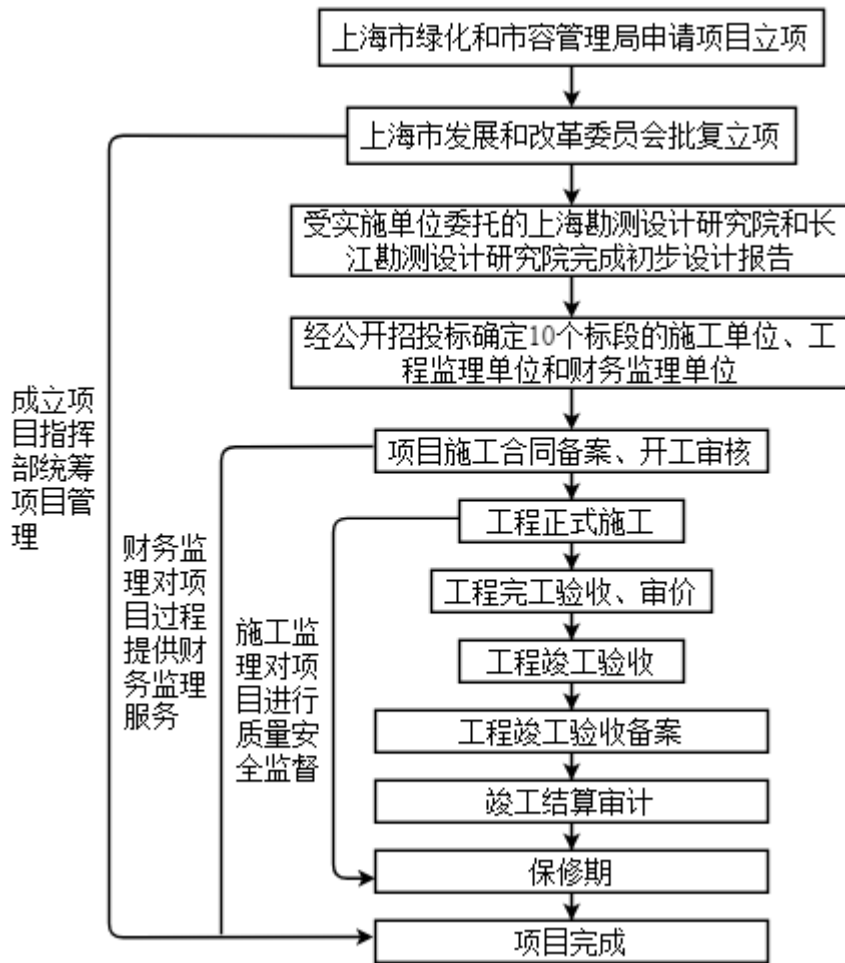 上海市绿化和市容管理局申请项目立项
上海市发展和改革委员会批复立项
受实施单位委托的上海勘测设计研究院和长
江勘测设计研究院完成初步设计报告
经公开招投标确定10个标段的施工单位、工
程监理单位和财务监理单位
项目施工合同备案、开工审核
工程正式施工
工程完工验收、审价
工程竣工验收
工程竣工验收备案
竣工结算审计
保修期
项目完成
成立项
目指挥
部统筹
项目管
理
财务监
理对项
目过程
提供财
务监理
服务
施工监
理对项
目进行
质量安
全监督